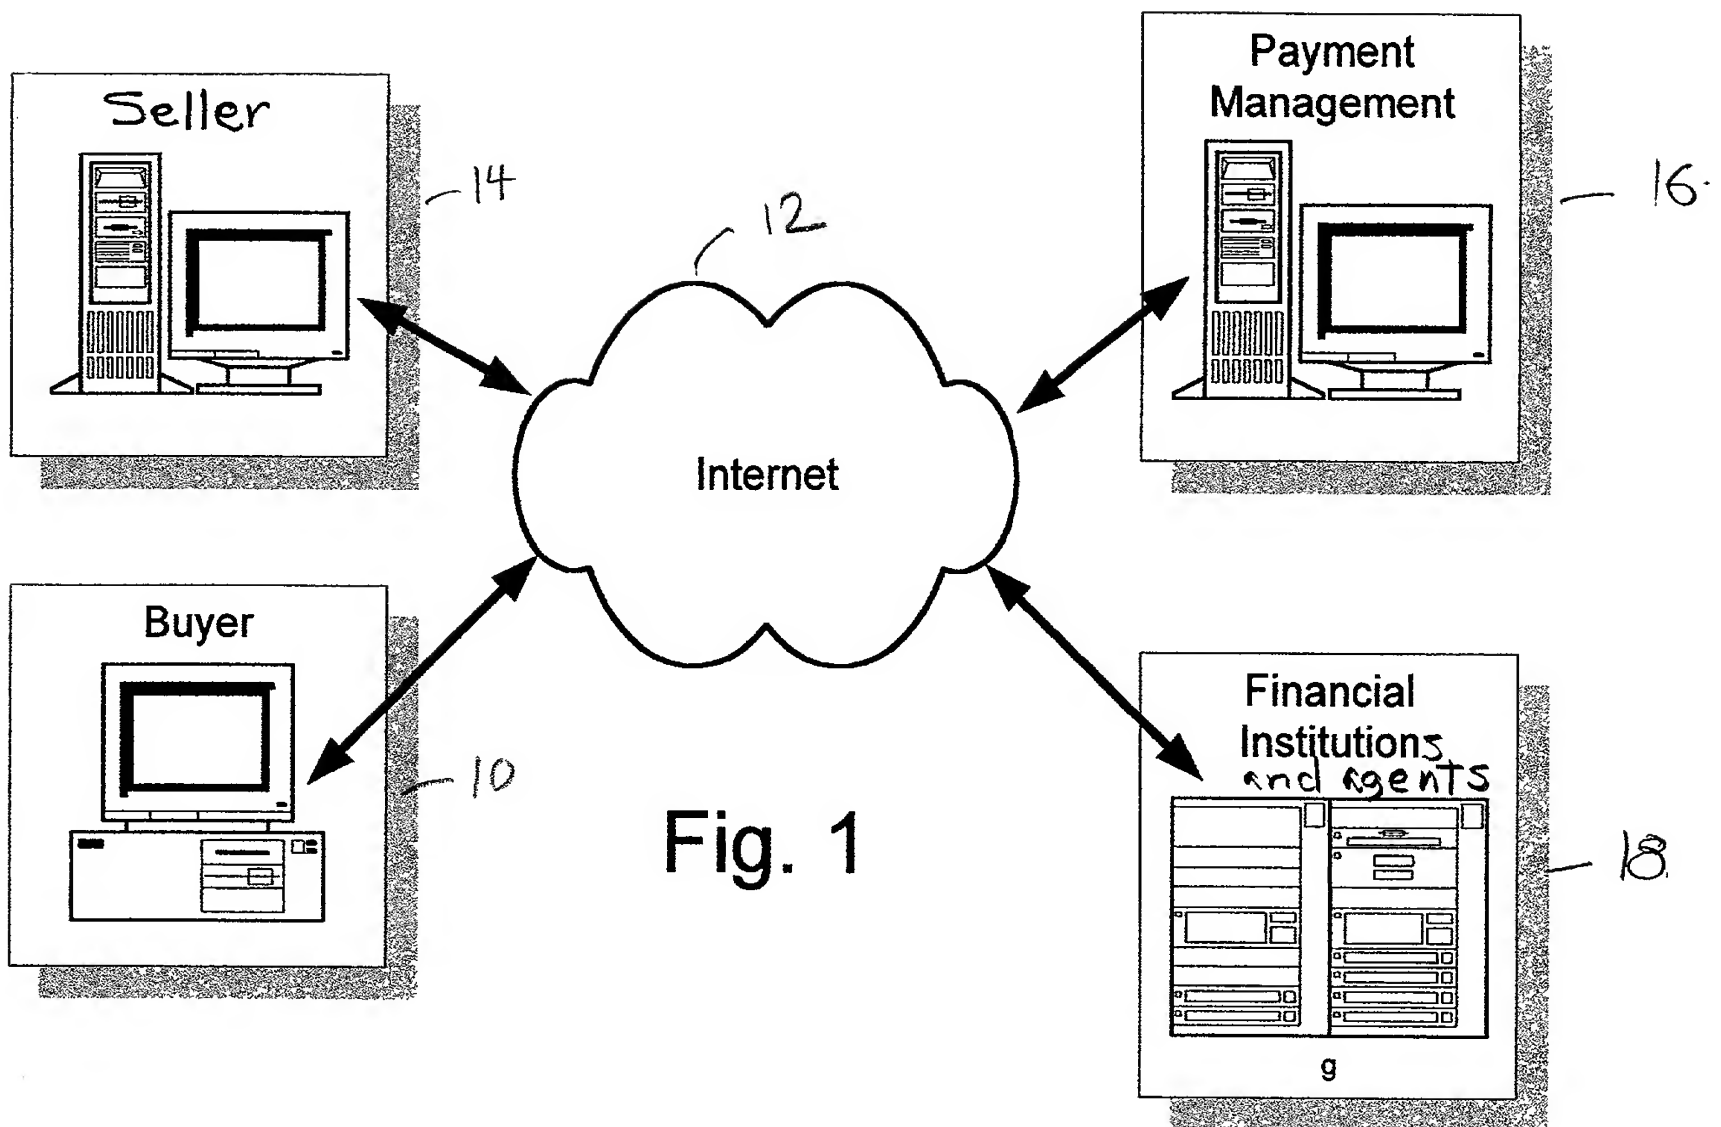 Seller
14
12
Payment
Management
16.
Internet
Buyer
10
Financial
Institutions
and agents
18.
g
Fig. 1